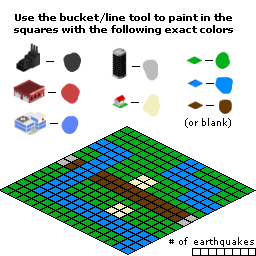 Use the bucket/line tool to paint in the
squares with the following exact colors
(or blank)
# of earthquakes